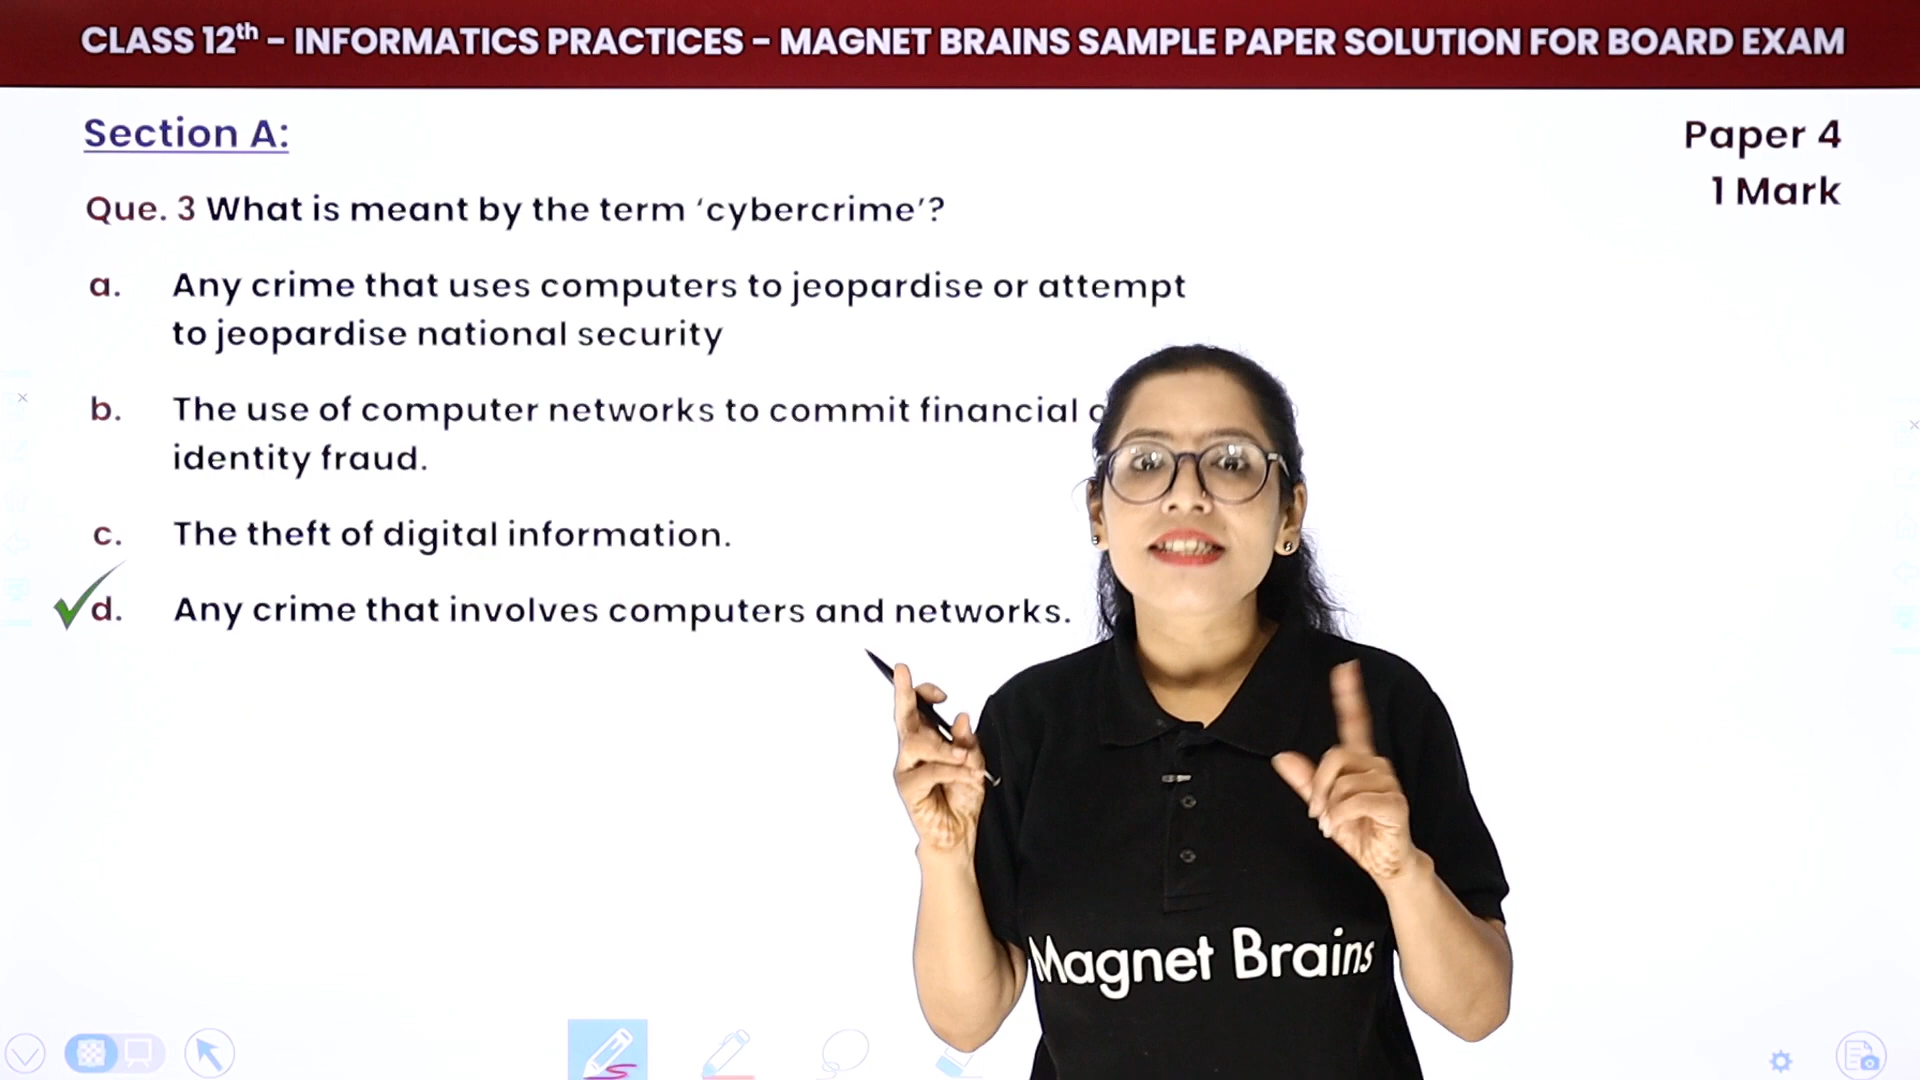 CLASS 12th - INFORMATICS PRACTICES - MAGNET BRAINS SAMPLE PAPER SOLUTION FOR BOARD EXAM
Section A:
Paper 4
1 Mark
Que. 3 What is meant by the term ‘cybercrime’?
a. Any crime that uses computers to jeopardise or attempt
to jeopardise national security
b. The use of computer networks to commit financial
identity fraud.
c. The theft of digital information.
d. Any crime that involves computers and networks.
Magnet Brains